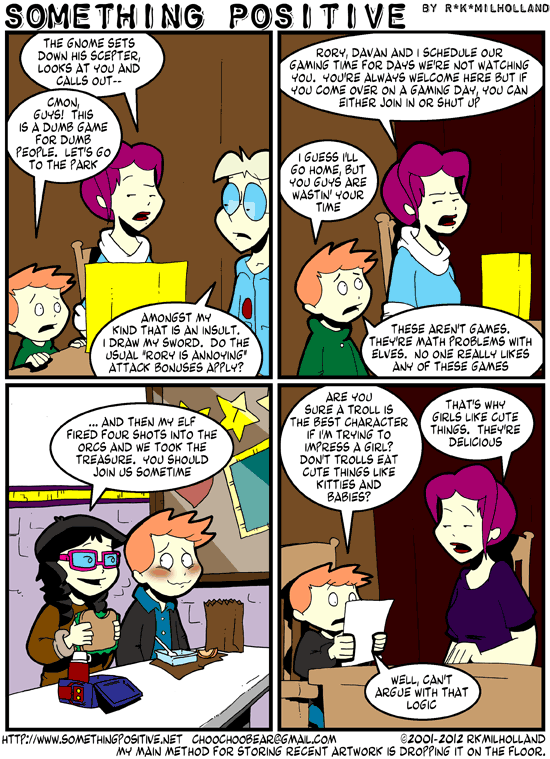 SOMETHING POSITIVE BY R*K*MILHOLLAND
THE GNOME SETS
DOWN HIS SCEPTER,
LOOKS AT YOU AND
CALLS OUT--
CMON,
GUYS! THIS
IS A DUMB GAME
FOR DUMB
PEOPLE. LET'S GO
TO THE PARK
AMONGST MY
KIND THAT IS AN INSULT.
I DRAW MY SWORD. DO THE
USUAL "RORY IS ANNOYING"
ATTACK BONUSES APPLY?
RORY, DAVAN AND I SCHEDULE OUR
GAMING TIME FOR DAYS WE'RE NOT WATCHING
YOU. YOU'RE ALWAYS WELCOME HERE BUT IF
YOU COME OVER ON A GAMING DAY, YOU CAN
EITHER JOIN IN OR SHUT UP
I GUESS I'LL
GO HOME, BUT
YOU GUYS ARE
WASTIN' YOUR
TIME
THESE AREN'T GAMES.
THEY'RE MATH PROBLEMS WITH
ELVES. NO ONE REALLY LIKES
ANY OF THESE GAMES
... AND THEN MY ELF
FIRED FOUR SHOTS INTO THE
ORCS AND WE TOOK THE
TREASURE. YOU SHOULD
JOIN US SOMETIME
ARE YOU
SURE A TROLL IS
THE BEST CHARACTER
IF I'M TRYING TO
IMPRESS A GIRL?
DON'T TROLLS EAT
CUTE THINGS LIKE
KITTIES AND
BABIES?
THAT'S WHY
GIRLS LIKE CUTE
THINGS. THEY'RE
DELICIOUS
WELL, CAN'T
ARGUE WITH THAT
LOGIC
HTTP://WWW.SOMETHINGPOSITIVE.NET CHOOCHOOBEAR@GMAIL.COM ©2001-2012 RKMILHOLLAND
MY MAIN METHOD FOR STORING RECENT ARTWORK IS DROPPING IT ON THE FLOOR.